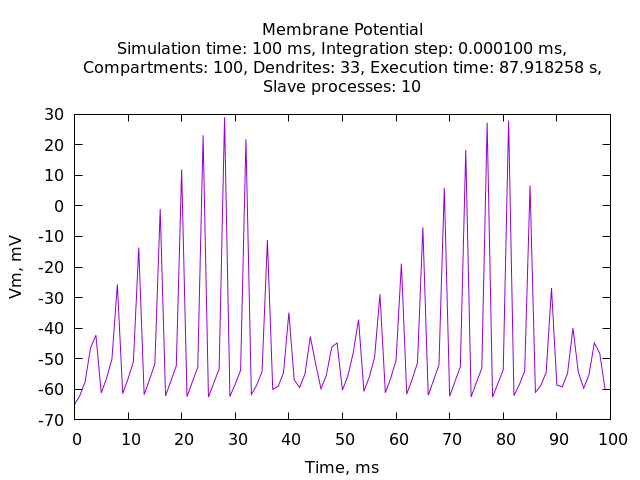 Membrane Potential
Simulation time: 100 ms, Integration step: 0.000100 ms,
Compartments: 100, Dendrites: 33, Execution time: 87.918258 s,
Slave processes: 10
30
20
10
0
-10
-20
-30
-40
-50
-60
-70
Vm, mV
0 10 20 30 40 50 60 70 80 90 100
Time, ms